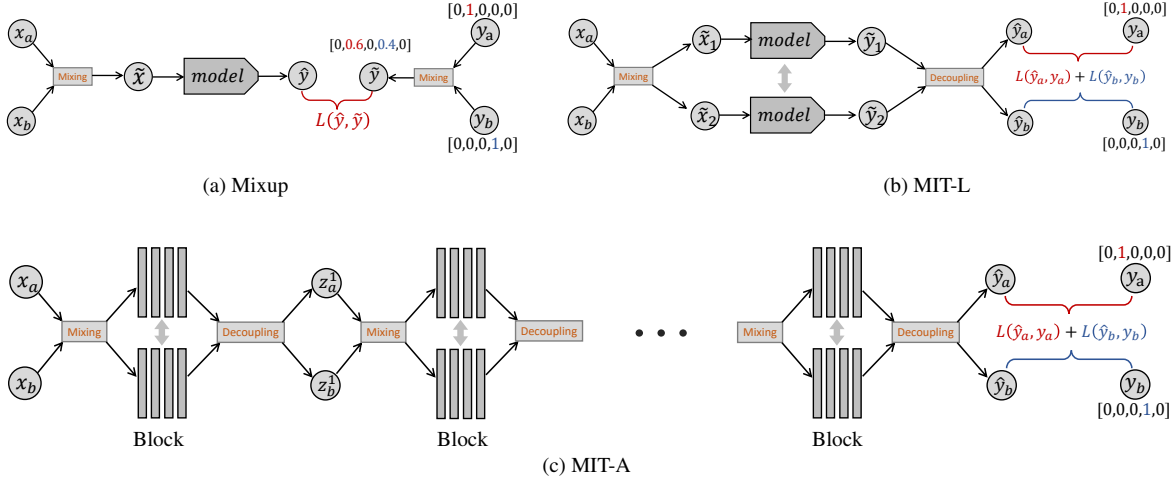 x_a
x_b
Mixing
x̃
model
[0,0.6,0,0.4,0]
ŷ
ỹ
L(ŷ, ỹ)
Mixing
[0,1,0,0,0]
y_a
y_b
[0,0,0,1,0]
(a) Mixup
x_a
x_b
Mixing
x̃_1
x̃_2
model
model
ỹ_1
ỹ_2
Decoupling
ŷ_a
ŷ_b
[0,1,0,0,0]
y_a
L(ŷ_a, y_a) + L(ŷ_b, y_b)
y_b
[0,0,0,1,0]
(b) MIT-L
x_a
x_b
Mixing
Block
Decoupling
z_a^1
z_b^1
Mixing
Block
Decoupling
• • •
Mixing
Block
Decoupling
ŷ_a
ŷ_b
[0,1,0,0,0]
y_a
L(ŷ_a, y_a) + L(ŷ_b, y_b)
y_b
[0,0,0,1,0]
(c) MIT-A